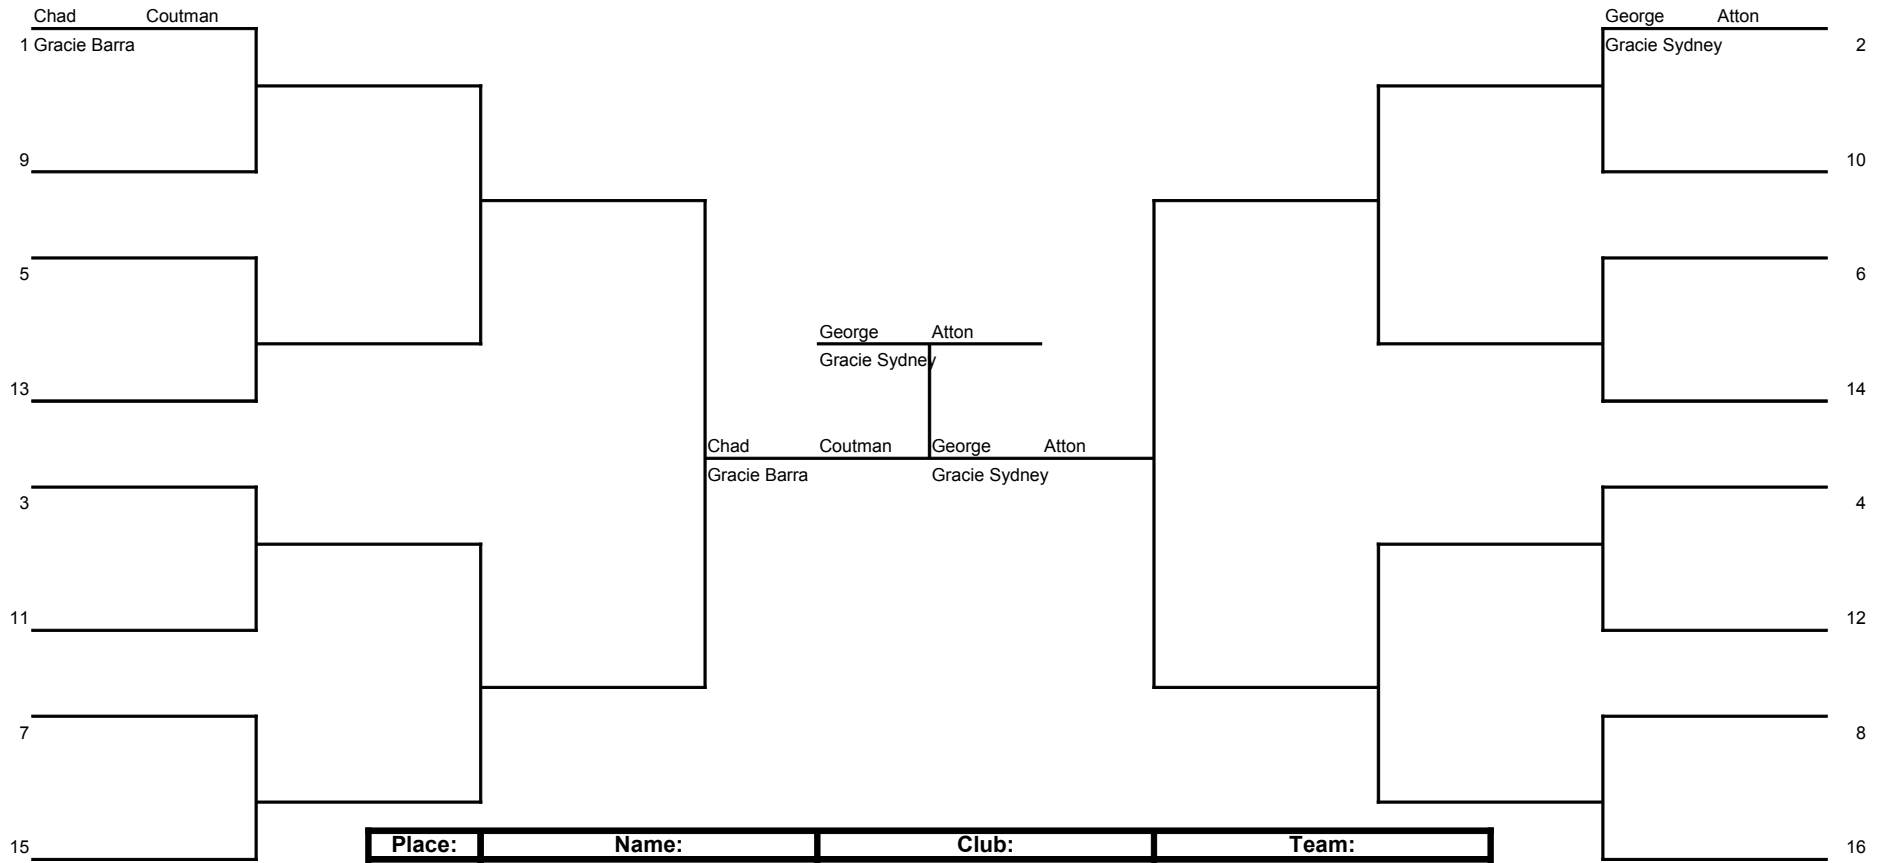 Chad Coutman George Atton
1 Gracie Barra Gracie Sydney 2
9 10
5 6
George Atton
Gracie Sydney
13 14
Chad Coutman George Atton
Gracie Barra Gracie Sydney
3 4
11 12
7 8
15 Place: Name: Club: Team: 16